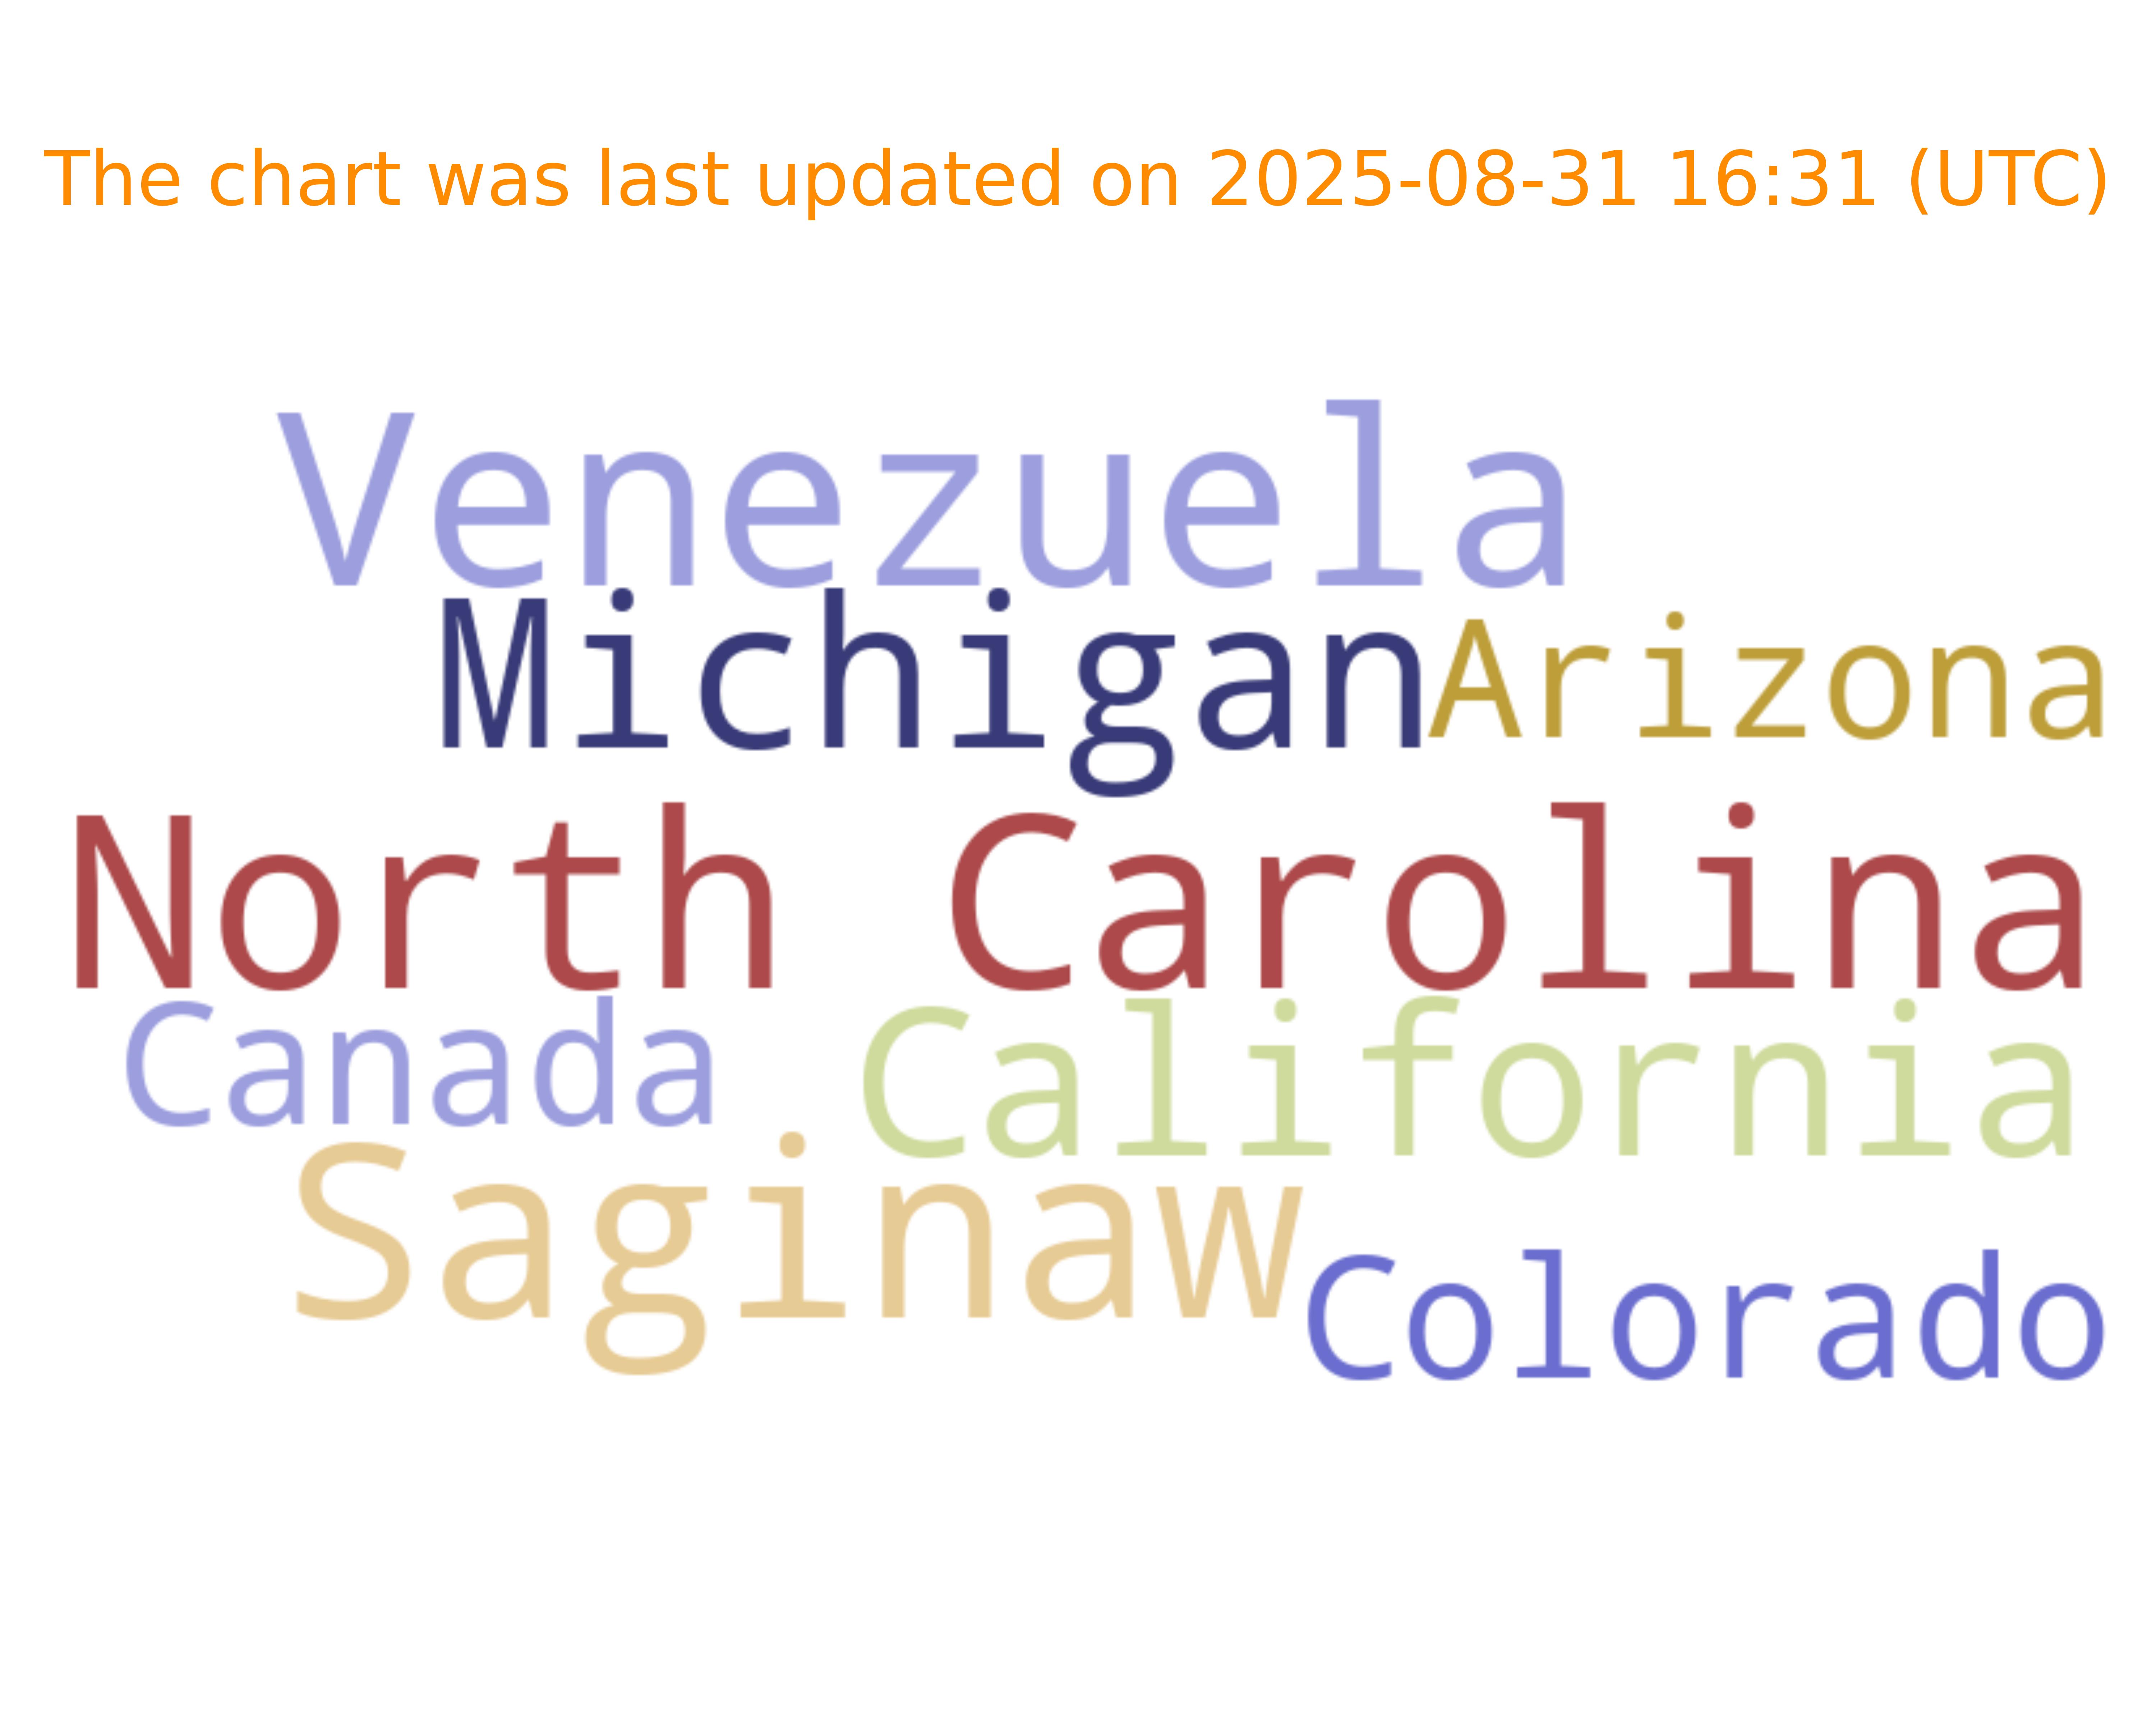 The chart was last updated on 2025-08-31 16:31 (UTC)
Venezuela
Michigan Arizona
North Carolina
Canada California
Saginaw
Colorado